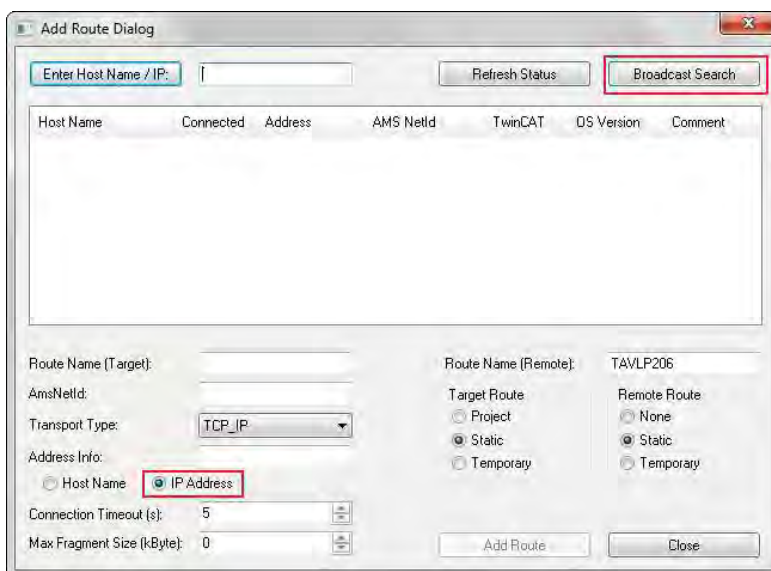 Add Route Dialog
Enter Host Name / IP: Refresh Status Broadcast Search
Host Name Connected Address AMS NetId TwinCAT OS Version Comment
Route Name (Target): Route Name (Remote): TAVLP206
AmsNetId: Target Route Remote Route
Transport Type: TCP_IP Project None
Static Static
Address Info: Temporary Temporary
Host Name IP Address
Connection Timeout (s): 5
Max Fragment Size (kByte): 0 Add Route Close